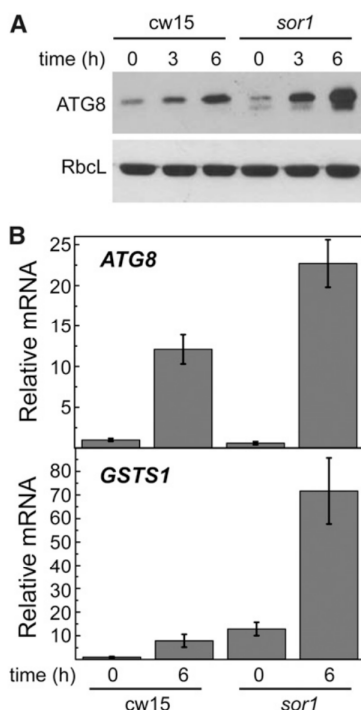 A
cw15 sor1
time (h) 0 3 6 0 3 6
ATG8
RbcL
B
ATG8
Relative mRNA
25
20
15
10
5
GSTS1
Relative mRNA
80
70
60
50
40
30
20
10
time (h) 0 6 0 6
cw15 sor1